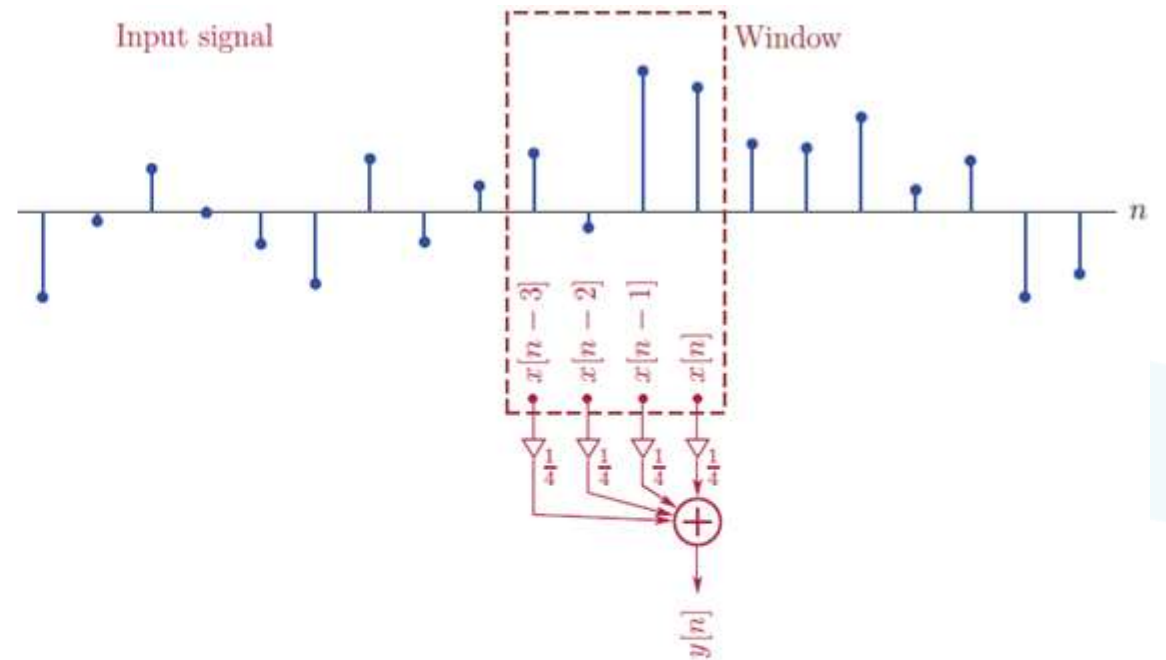 Input signal
Window
n
x[n − 3]
x[n − 2]
x[n − 1]
x[n]
1/4
1/4
1/4
1/4
y[n]